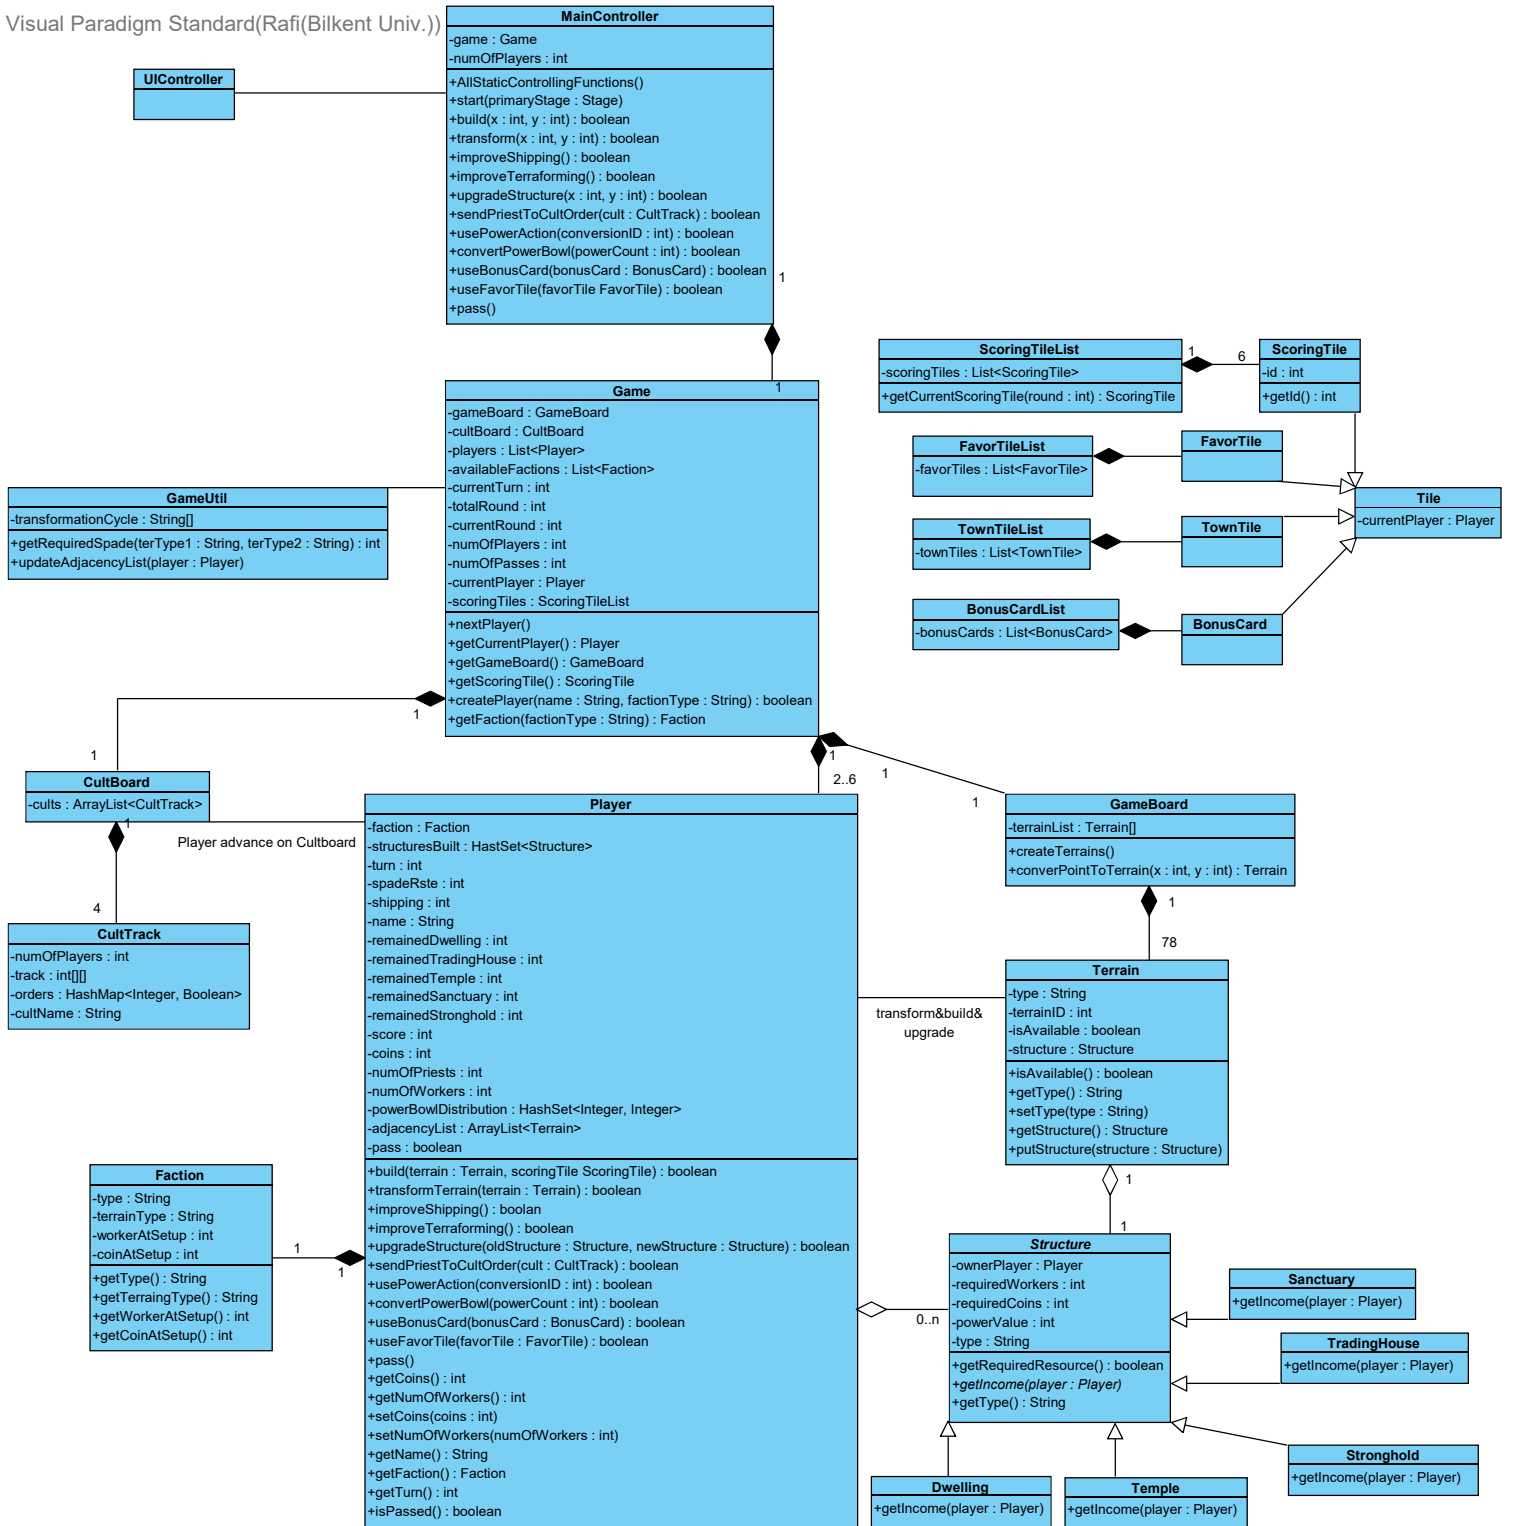 Visual Paradigm Standard(Rafi(Bilkent Univ.))
MainController
-game : Game
-numOfPlayers : int
+AllStaticControllingFunctions()
+start(primaryStage : Stage)
+build(x : int, y : int) : boolean
+transform(x : int, y : int) : boolean
+improveShipping() : boolean
+improveTerraforming() : boolean
+upgradeStructure(x : int, y : int) : boolean
+sendPriestToCultOrder(cult : CultTrack) : boolean
+usePowerAction(conversionID : int) : boolean
+convertPowerBowl(powerCount : int) : boolean
+useBonusCard(bonusCard : BonusCard) : boolean
+useFavorTile(favorTile FavorTile) : boolean
+pass()
UIController
1
1
Game
-gameBoard : GameBoard
-cultBoard : CultBoard
-players : List<Player>
-availableFactions : List<Faction>
-currentTurn : int
-totalRound : int
-currentRound : int
-numOfPlayers : int
-numOfPasses : int
-currentPlayer : Player
-scoringTiles : ScoringTileList
+nextPlayer()
+getCurrentPlayer() : Player
+getGameBoard() : GameBoard
+getScoringTile() : ScoringTile
+createPlayer(name : String, factionType : String) : boolean
+getFaction(factionType : String) : Faction
GameUtil
-transformationCycle : String[]
+getRequiredSpade(terType1 : String, terType2 : String) : int
+updateAdjacencyList(player : Player)
ScoringTileList
-scoringTiles : List<ScoringTile>
+getCurrentScoringTile(round : int) : ScoringTile
1
6
ScoringTile
-id : int
+getId() : int
FavorTileList
-favorTiles : List<FavorTile>
FavorTile
Tile
-currentPlayer : Player
TownTileList
-townTiles : List<TownTile>
TownTile
BonusCardList
-bonusCards : List<BonusCard>
BonusCard
1
1
1
2..6
1
1
CultBoard
-cults : ArrayList<CultTrack>
1
Player advance on Cultboard
4
CultTrack
-numOfPlayers : int
-track : int[][]
-orders : HashMap<Integer, Boolean>
-cultName : String
Player
-faction : Faction
-structuresBuilt : HastSet<Structure>
-turn : int
-spadeRste : int
-shipping : int
-name : String
-remainedDwelling : int
-remainedTradingHouse : int
-remainedTemple : int
-remainedSanctuary : int
-remainedStronghold : int
-score : int
-coins : int
-numOfPriests : int
-numOfWorkers : int
-powerBowlDistribution : HashSet<Integer, Integer>
-adjacencyList : ArrayList<Terrain>
-pass : boolean
+build(terrain : Terrain, scoringTile ScoringTile) : boolean
+transformTerrain(terrain : Terrain) : boolean
+improveShipping() : boolan
+improveTerraforming() : boolean
+upgradeStructure(oldStructure : Structure, newStructure : Structure) : boolean
+sendPriestToCultOrder(cult : CultTrack) : boolean
+usePowerAction(conversionID : int) : boolean
+convertPowerBowl(powerCount : int) : boolean
+useBonusCard(bonusCard : BonusCard) : boolean
+useFavorTile(favorTile : FavorTile) : boolean
+pass()
+getCoins() : int
+getNumOfWorkers() : int
+setCoins(coins : int)
+setNumOfWorkers(numOfWorkers : int)
+getName() : String
+getFaction() : Faction
+getTurn() : int
+isPassed() : boolean
GameBoard
-terrainList : Terrain[]
+createTerrains()
+converPointToTerrain(x : int, y : int) : Terrain
1
78
Terrain
-type : String
-terrainID : int
-isAvailable : boolean
-structure : Structure
+isAvailable() : boolean
+getType() : String
+setType(type : String)
+getStructure() : Structure
+putStructure(structure : Structure)
transform&build&
upgrade
Faction
-type : String
-terrainType : String
-workerAtSetup : int
-coinAtSetup : int
+getType() : String
+getTerraingType() : String
+getWorkerAtSetup() : int
+getCoinAtSetup() : int
1
1
1
1
Structure
-ownerPlayer : Player
-requiredWorkers : int
-requiredCoins : int
-powerValue : int
-type : String
+getRequiredResource() : boolean
+getIncome(player : Player)
+getType() : String
0..n
Sanctuary
+getIncome(player : Player)
TradingHouse
+getIncome(player : Player)
Stronghold
+getIncome(player : Player)
Dwelling
+getIncome(player : Player)
Temple
+getIncome(player : Player)